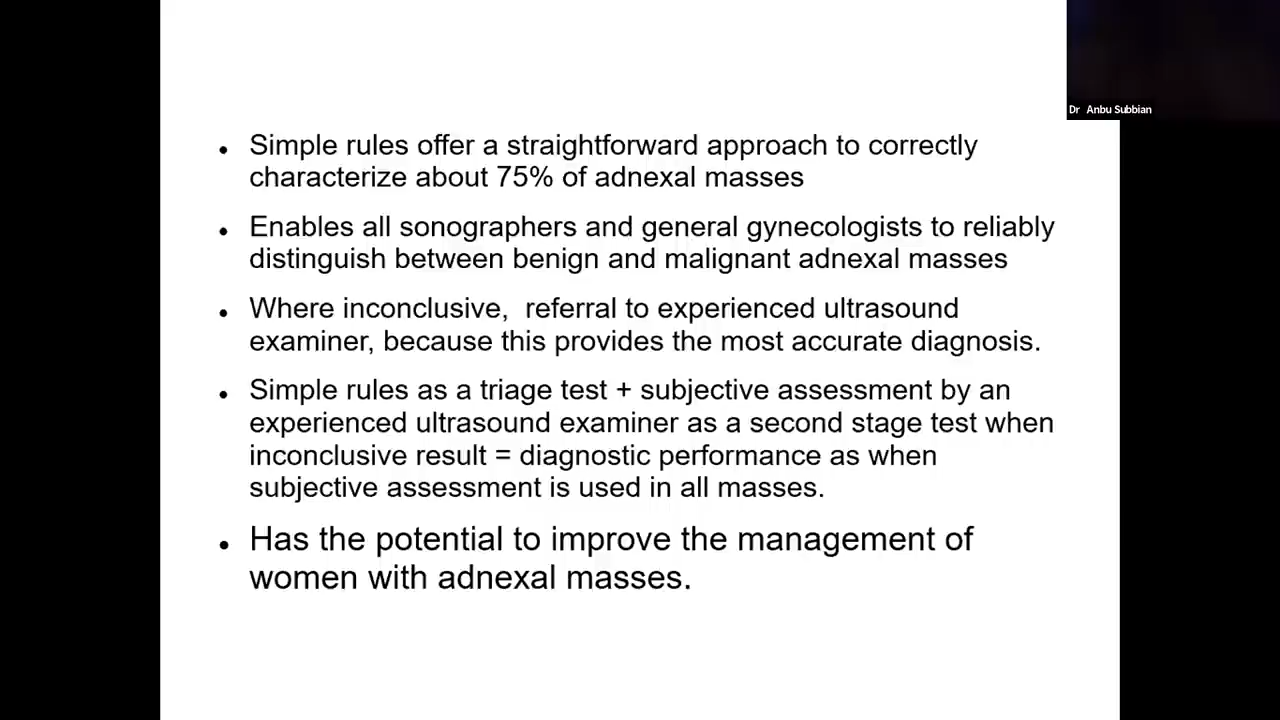 Dr Anbu Subbian
• Simple rules offer a straightforward approach to correctly
characterize about 75% of adnexal masses
• Enables all sonographers and general gynecologists to reliably
distinguish between benign and malignant adnexal masses
• Where inconclusive,  referral to experienced ultrasound
examiner, because this provides the most accurate diagnosis.
• Simple rules as a triage test + subjective assessment by an
experienced ultrasound examiner as a second stage test when
inconclusive result = diagnostic performance as when
subjective assessment is used in all masses.
• Has the potential to improve the management of
women with adnexal masses.